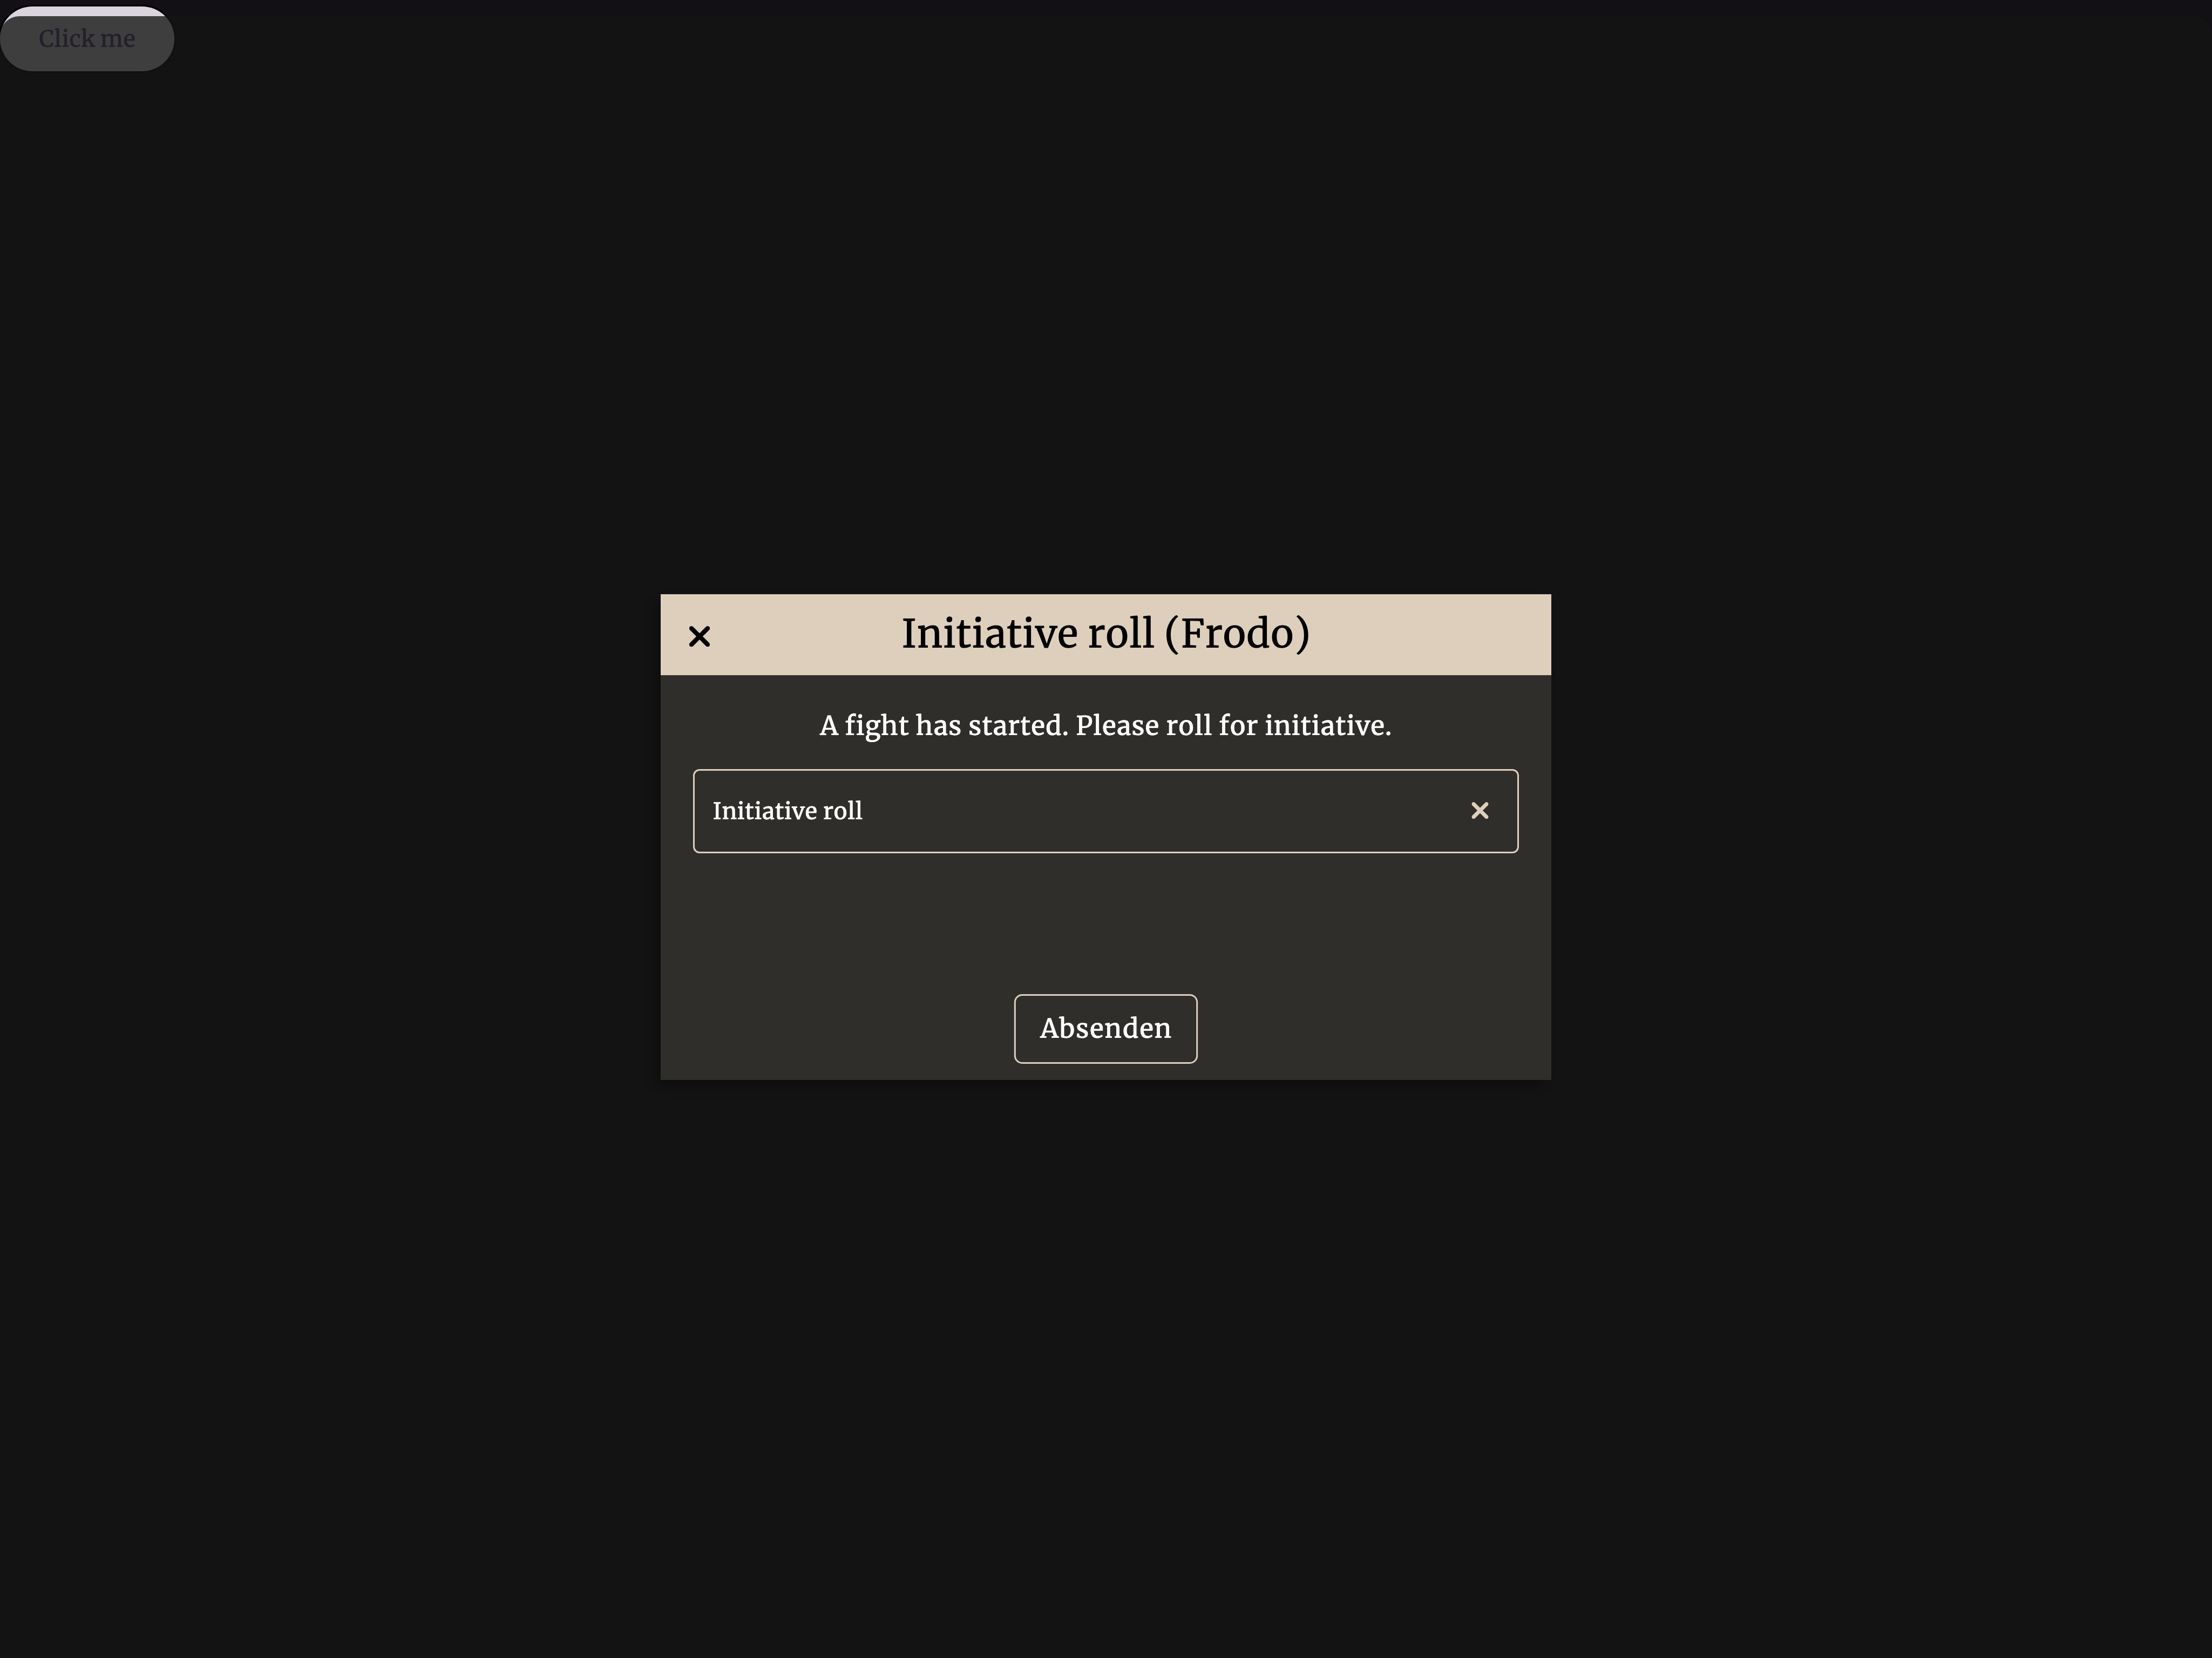 Click me
Initiative roll (Frodo)
A fight has started. Please roll for initiative.
Initiative roll
Absenden